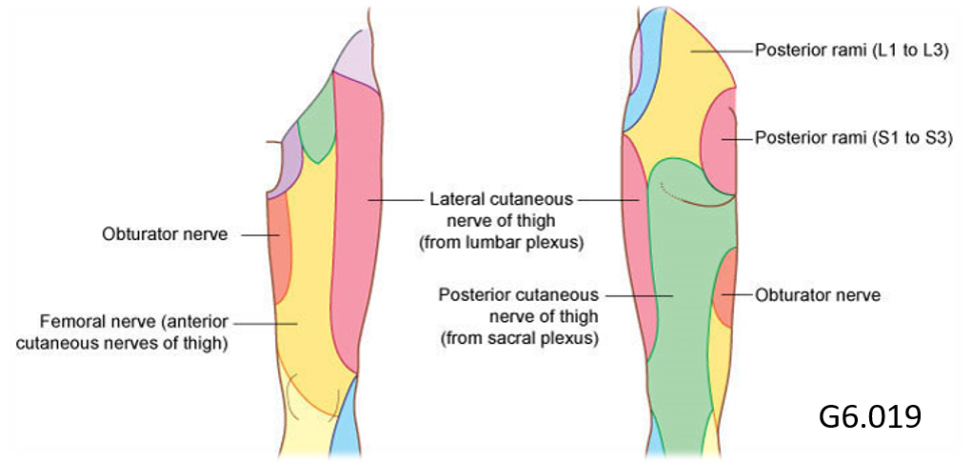 Posterior rami (L1 to L3)
Posterior rami (S1 to S3)
Lateral cutaneous
nerve of thigh
(from lumbar plexus)
Obturator nerve
Posterior cutaneous
nerve of thigh
(from sacral plexus)
Obturator nerve
Femoral nerve (anterior
cutaneous nerves of thigh)
G6.019